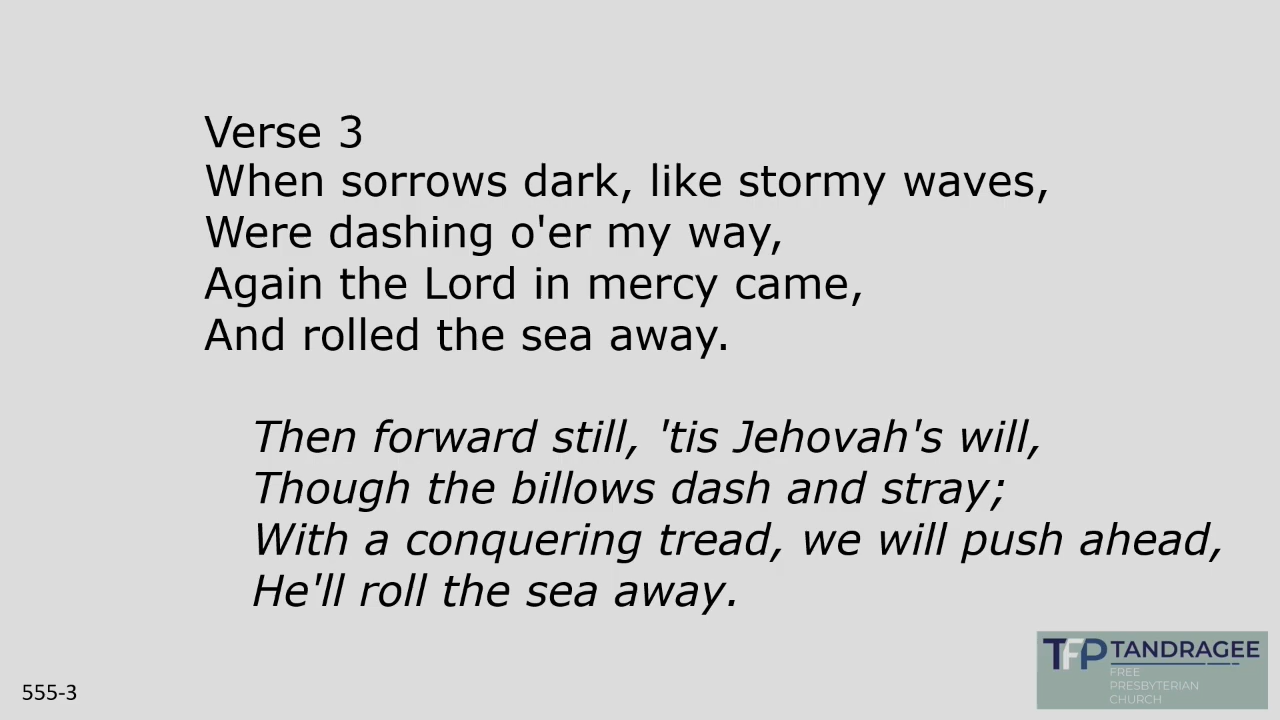 Verse 3
When sorrows dark, like stormy waves,
Were dashing o'er my way,
Again the Lord in mercy came,
And rolled the sea away.
Then forward still, 'tis Jehovah's will,
Though the billows dash and stray;
With a conquering tread, we will push ahead,
He'll roll the sea away.
TFP TANDRAGEE
FREE
PRESBYTERIAN
CHURCH
555-3